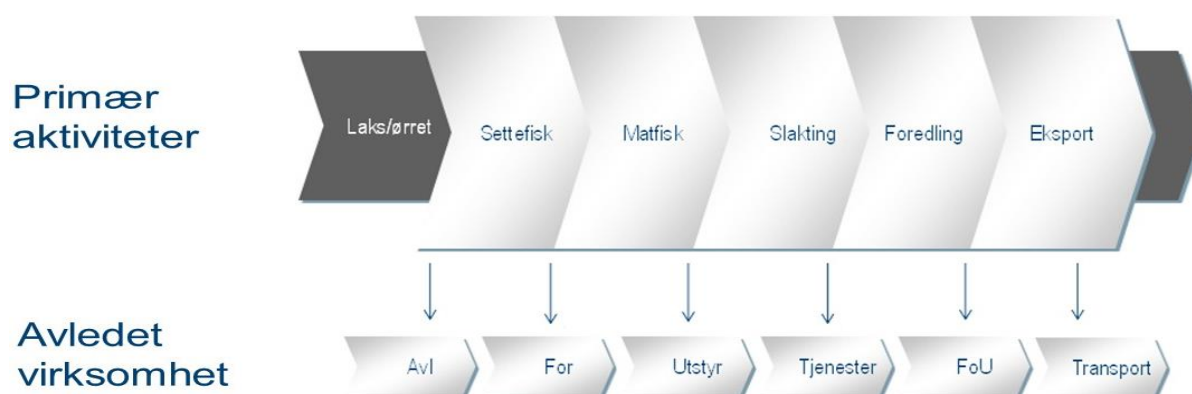 Primær
aktiviteter
Laks/ørret
Settefisk
Matfisk
Slakting
Foredling
Eksport
Avledet
virksomhet
Avl
For
Utstyr
Tjenester
FoU
Transport